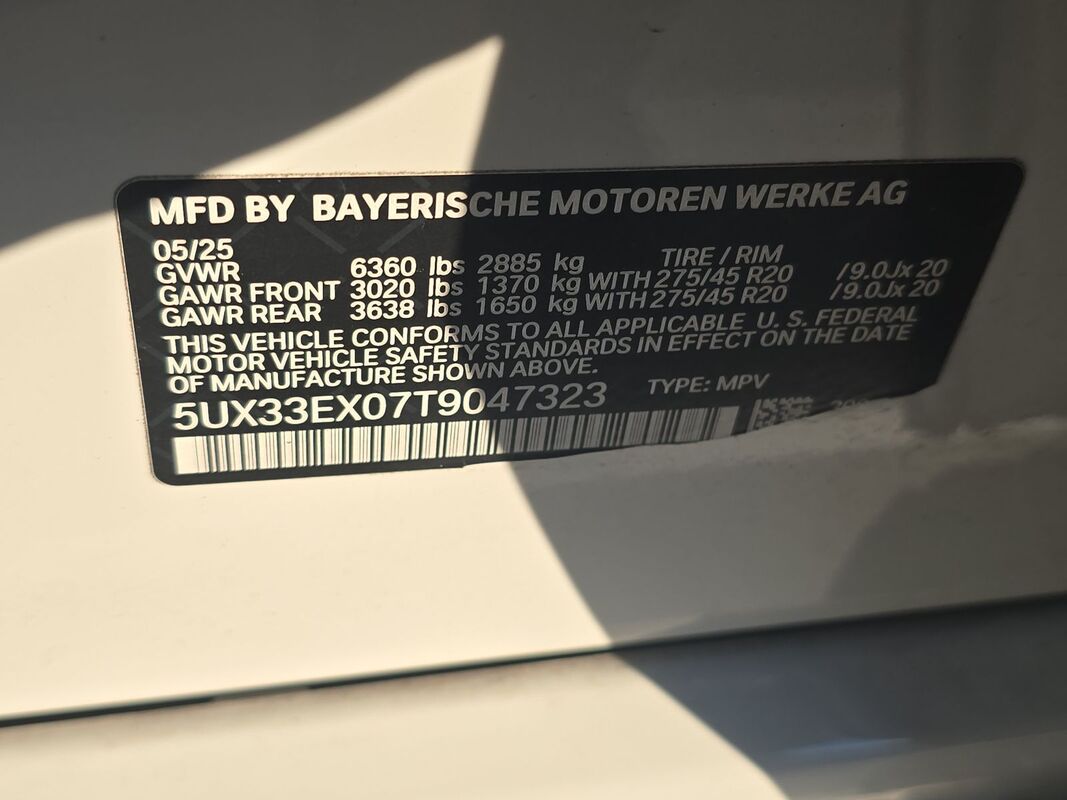 MFD BY BAYERISCHE MOTOREN WERKE AG
05/25 TIRE / RIM
GVWR 6360 lbs 2885 kg
GAWR FRONT 3020 lbs 1370 kg WITH 275/45 R20 /9.0Jx 20
GAWR REAR 3638 lbs 1650 kg WITH 275/45 R20 /9.0Jx 20
THIS VEHICLE CONFORMS TO ALL APPLICABLE U. S. FEDERAL
MOTOR VEHICLE SAFETY STANDARDS IN EFFECT ON THE DATE
OF MANUFACTURE SHOWN ABOVE.
5UX33EX07T9047323 TYPE: MPV